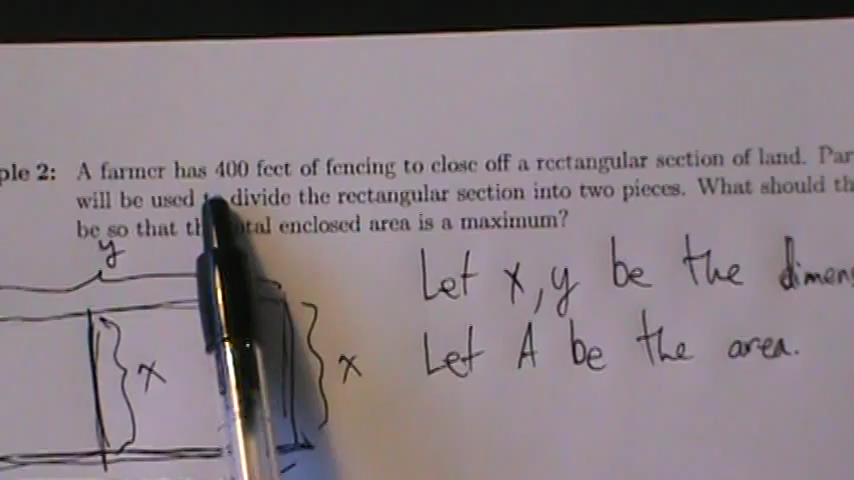 ple 2: A farmer has 400 feet of fencing to close off a rectangular section of land. Par
will be used to divide the rectangular section into two pieces. What should th
be so that enclosed area is a maximum?
y
Let x, y be the dimens
x
x
Let A be the area.